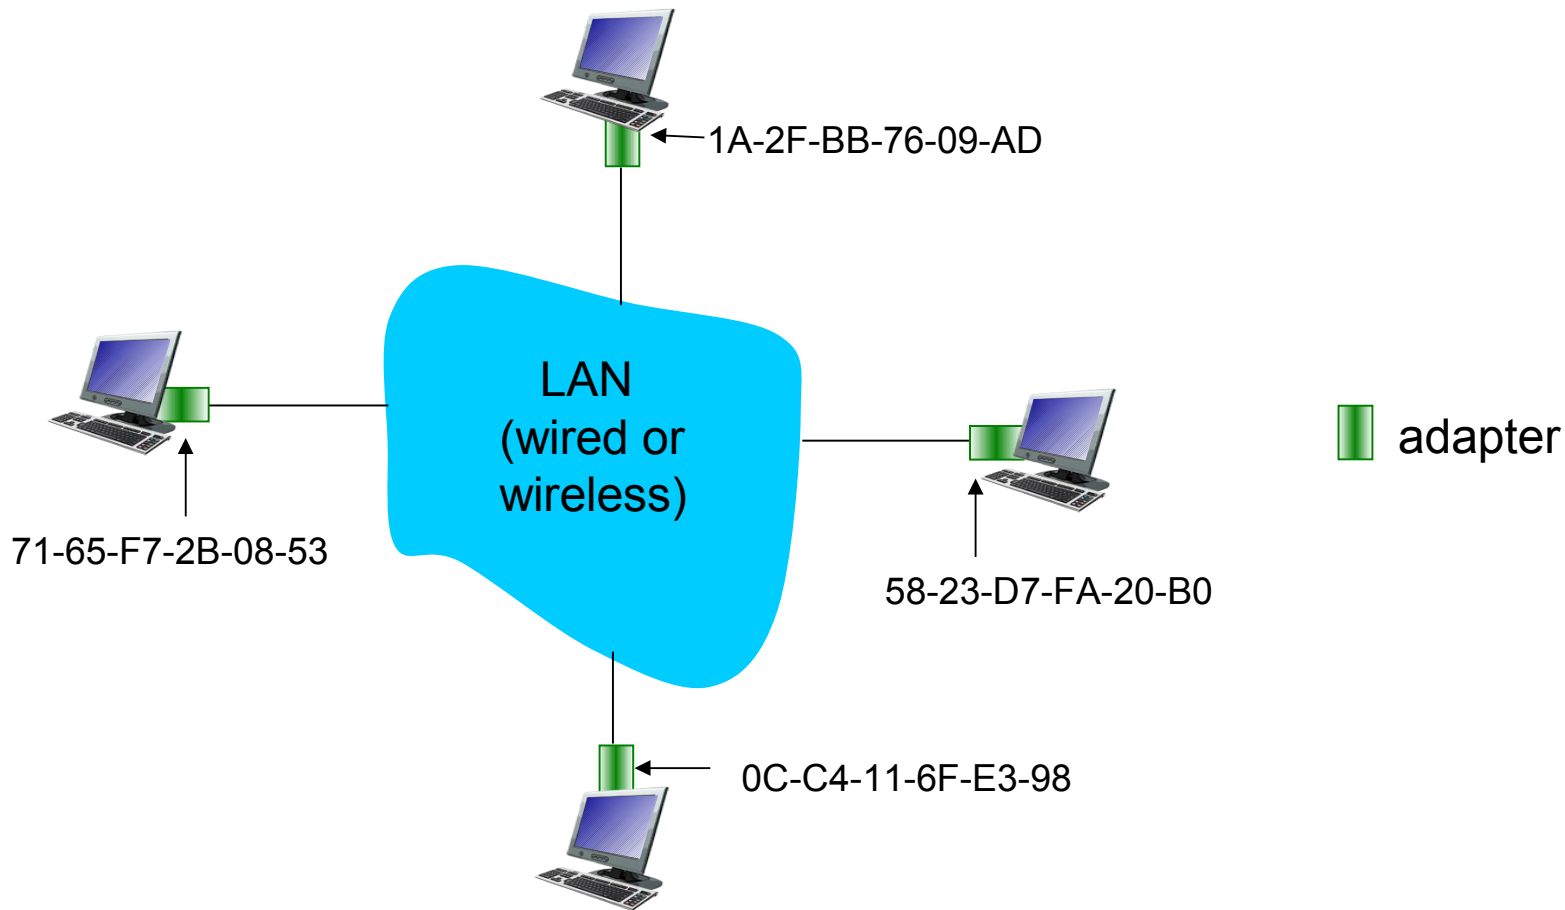 1A-2F-BB-76-09-AD
LAN
(wired or
wireless)
adapter
71-65-F7-2B-08-53
58-23-D7-FA-20-B0
0C-C4-11-6F-E3-98